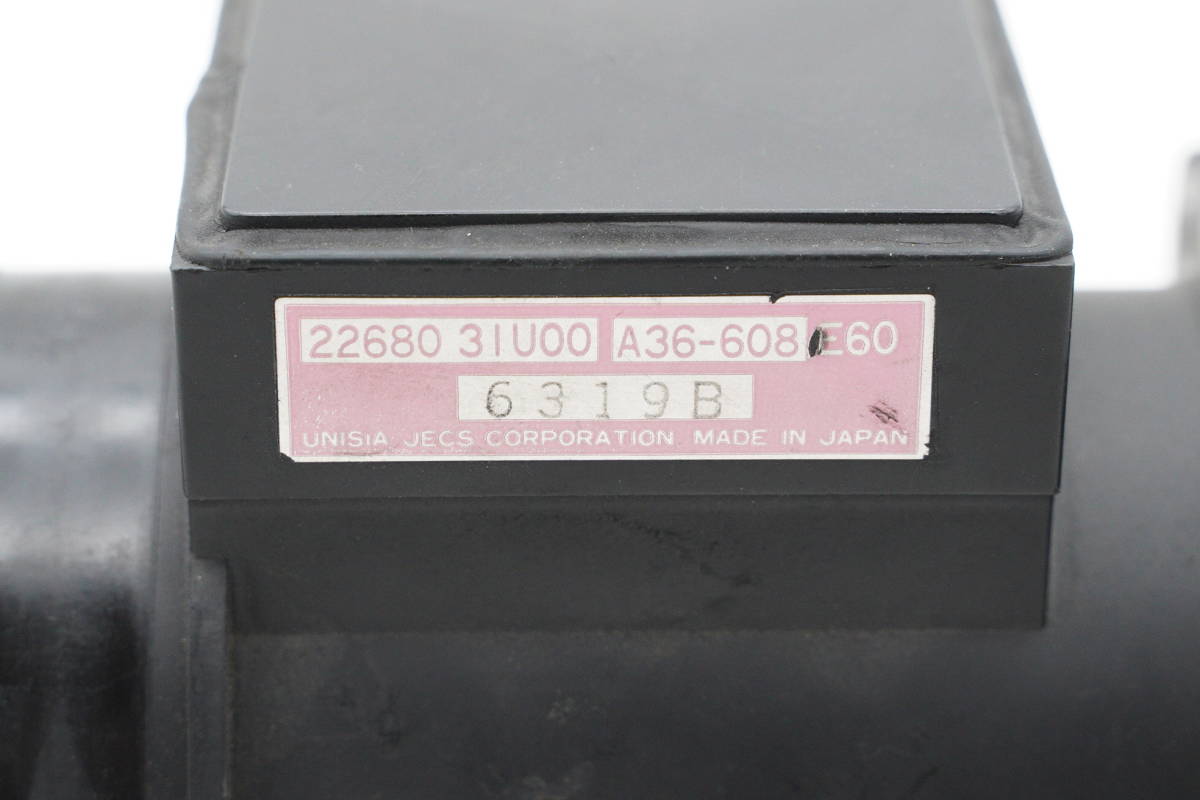 22680 31U00 A36-608 E60
6319B
UNISIA JECS CORPORATION MADE IN JAPAN